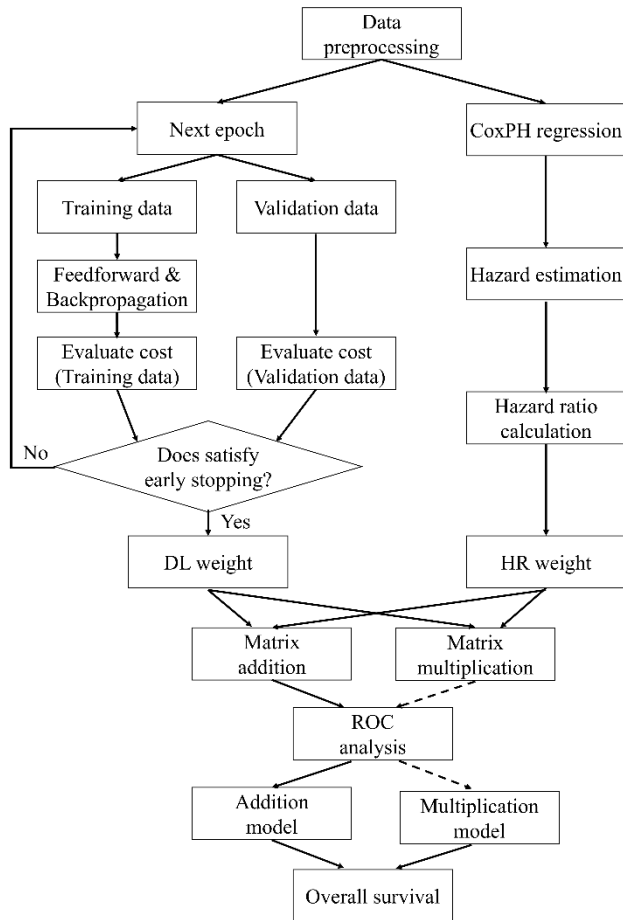 Data
preprocessing
Next epoch
CoxPH regression
Training data
Validation data
Feedforward &
Backpropagation
Hazard estimation
Evaluate cost
(Training data)
Evaluate cost
(Validation data)
Hazard ratio
calculation
No
Does satisfy
early stopping?
Yes
DL weight
HR weight
Matrix
addition
Matrix
multiplication
ROC
analysis
Addition
model
Multiplication
model
Overall survival